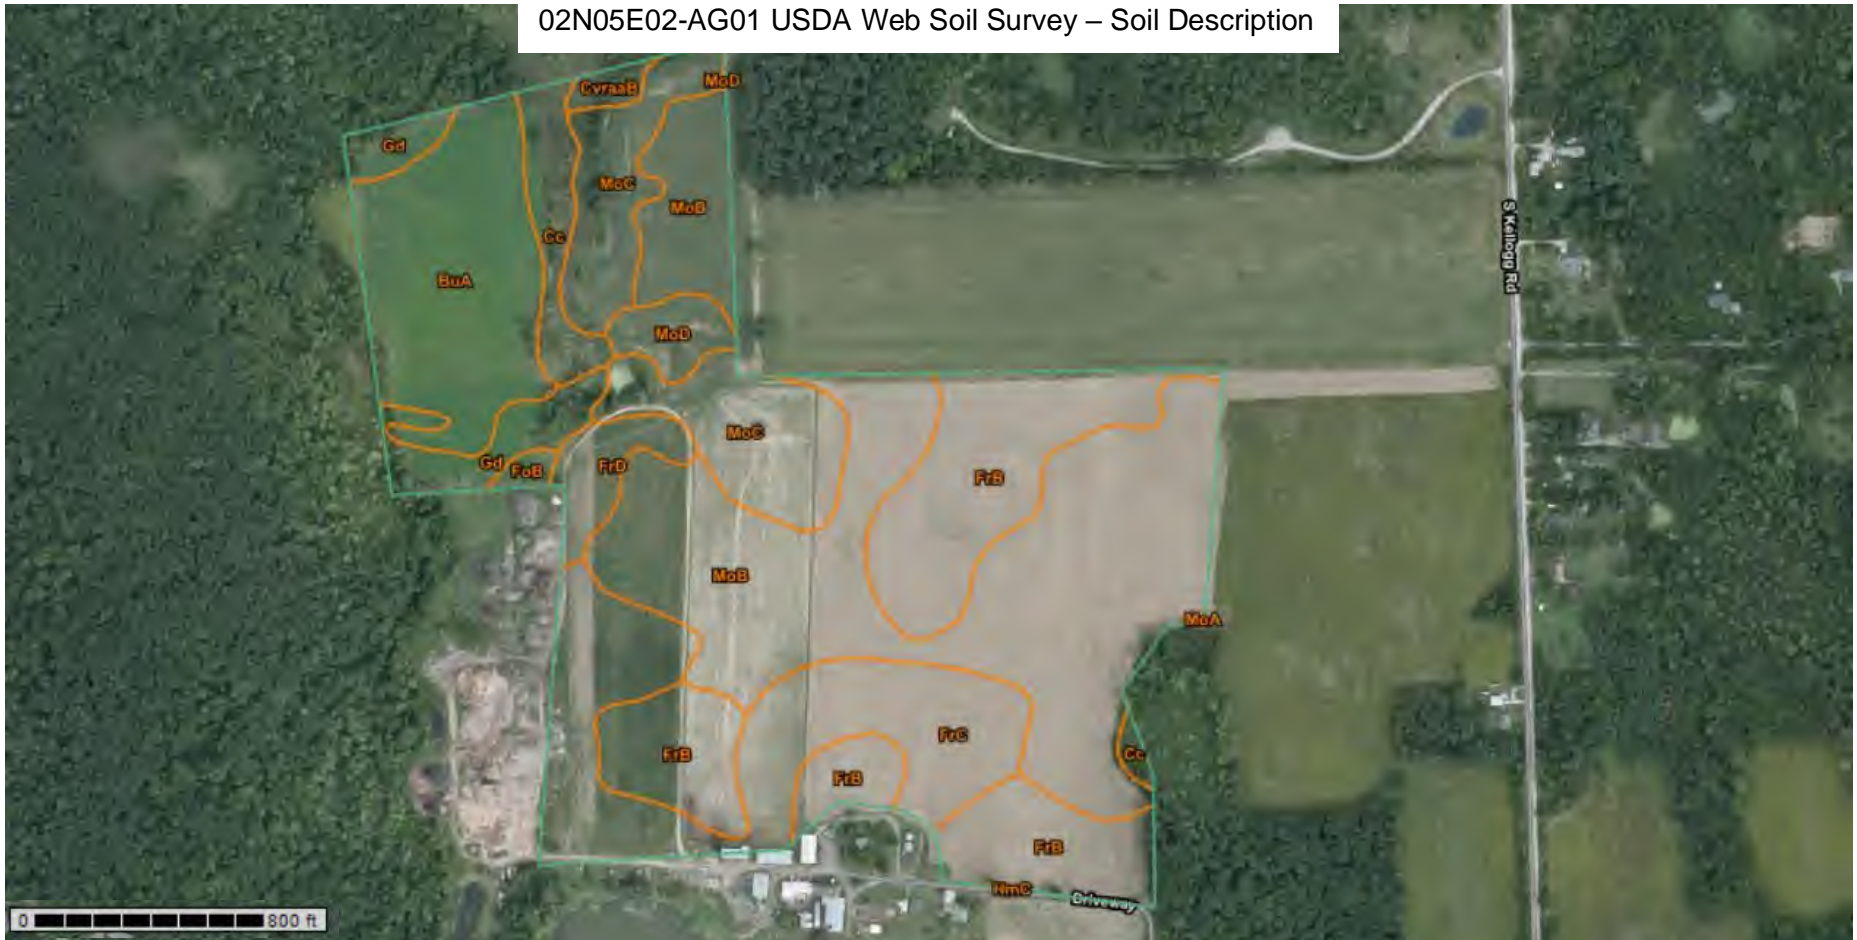 02N05E02-AG01 USDA Web Soil Survey – Soil Description
MoD
CvraaB
Gd
MoC
MoB
Cc
BuA
S Kellogg Rd
MoD
MoC
Gd
FoB
FrD
FrB
MoB
MoA
FrC
Cc
FrB
FrB
FrB
HmC
Driveway
0
800 ft